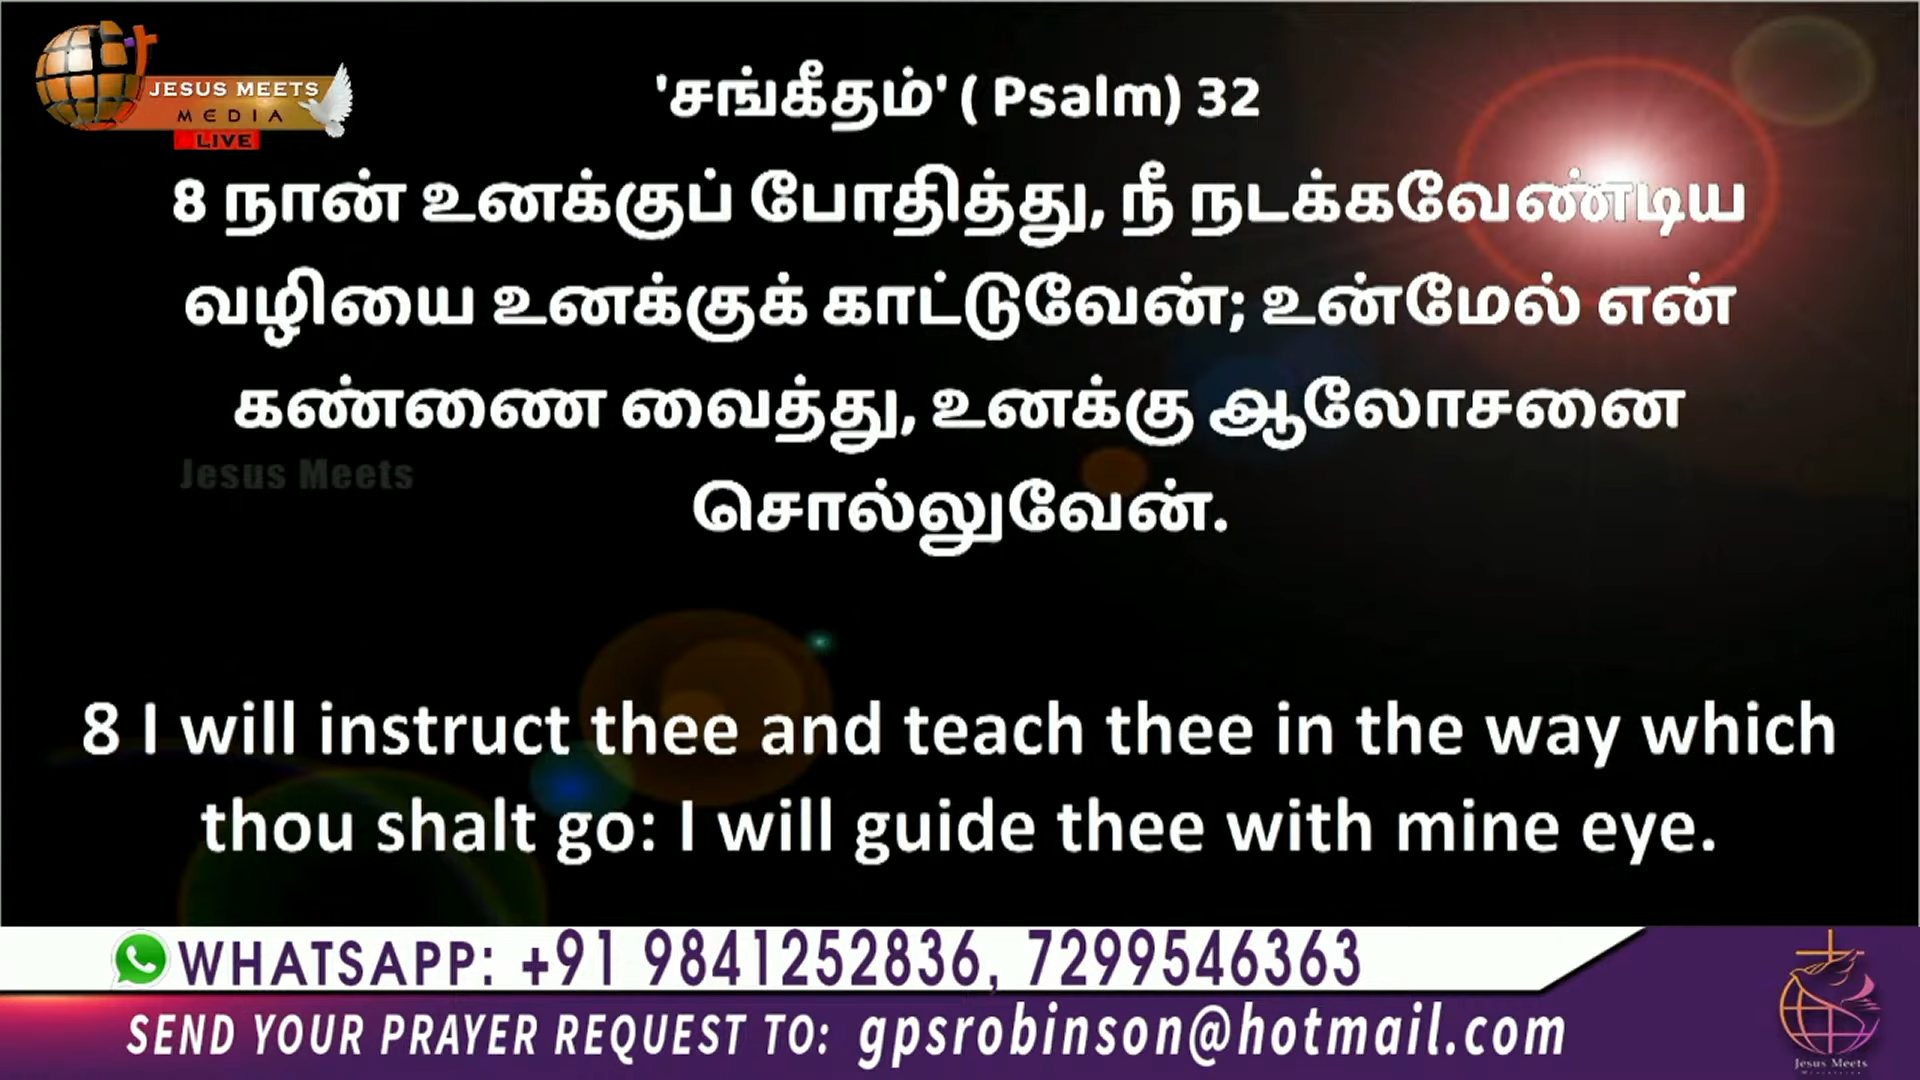 JESUS MEETS
MEDIA
LIVE
'சங்கீதம்' ( Psalm) 32
8 நான் உனக்குப் போதித்து, நீ நடக்கவேண்டிய
வழியை உனக்குக் காட்டுவேன்; உன்மேல் என்
கண்ணை வைத்து, உனக்கு ஆலோசனை
Jesus Meets
சொல்லுவேன்.
8 I will instruct thee and teach thee in the way which
thou shalt go: I will guide thee with mine eye.
WHATSAPP: +91 9841252836, 7299546363
SEND YOUR PRAYER REQUEST TO: gpsrobinson@hotmail.com
Jesus Meets